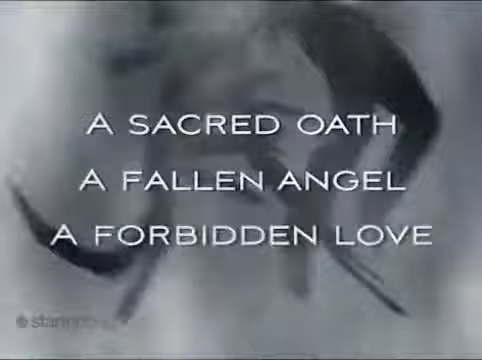 A SACRED OATH
A FALLEN ANGEL
A FORBIDDEN LOVE